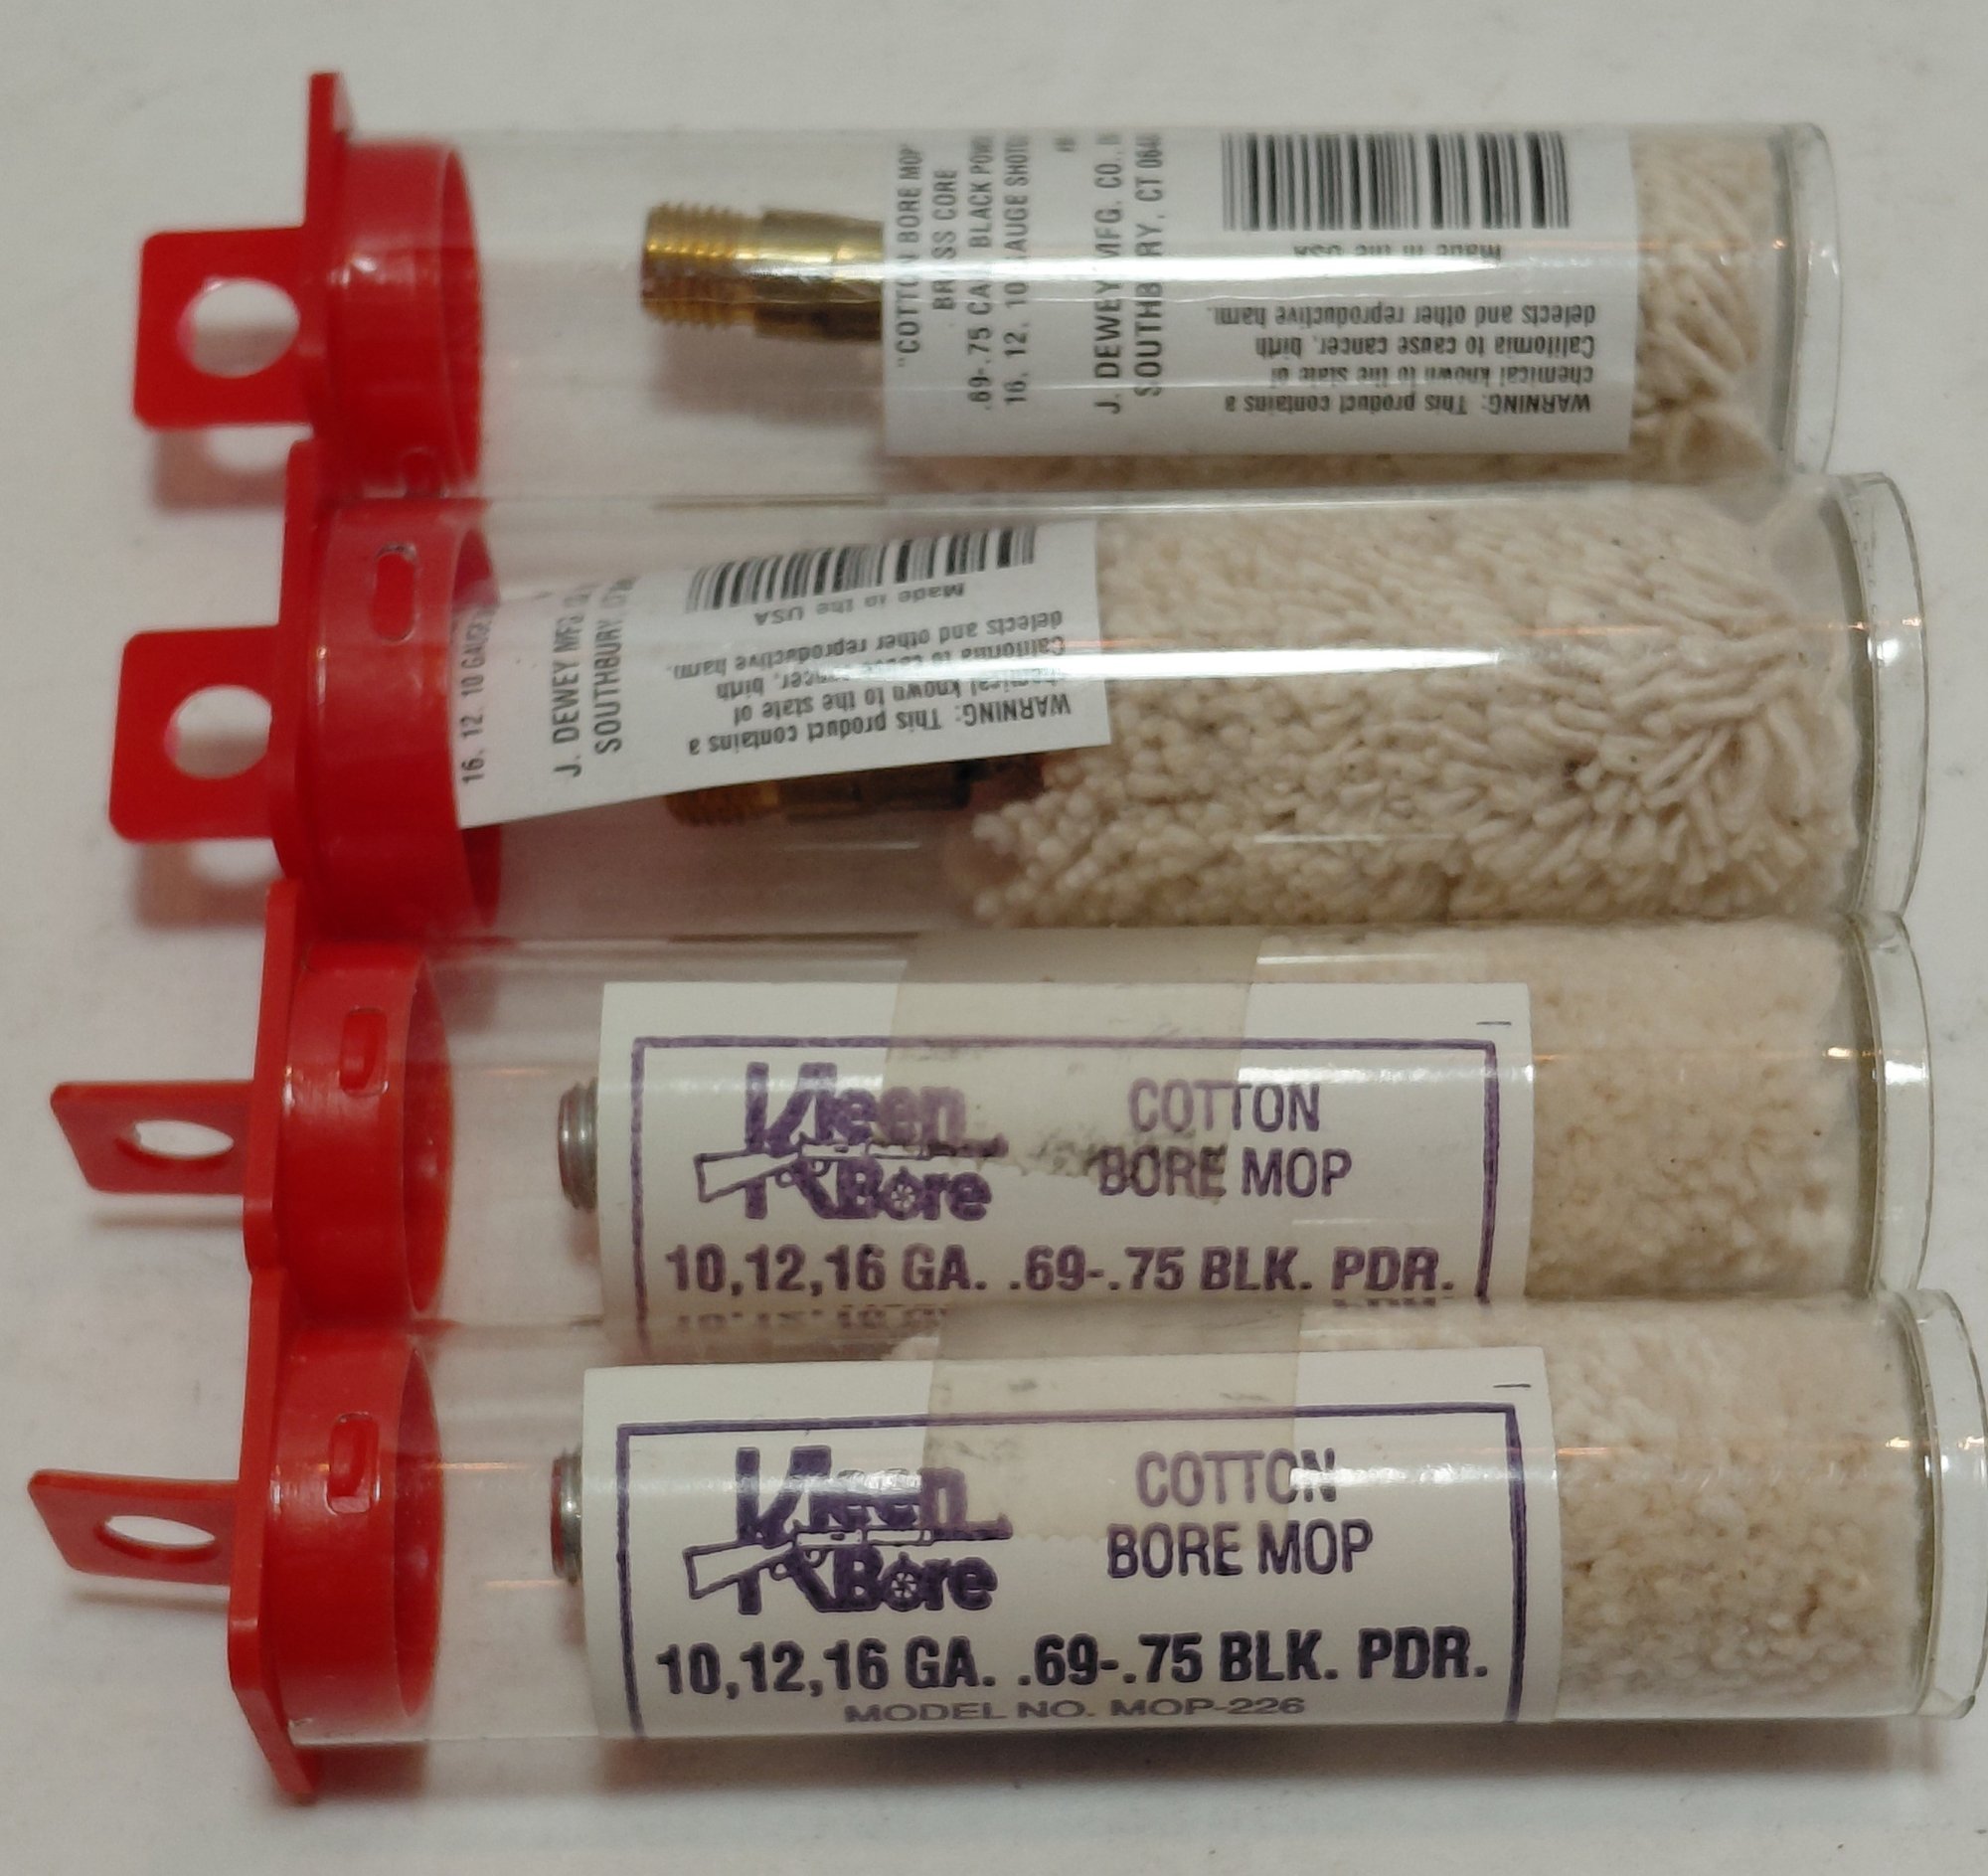 "COTTON BORE MOP
BRASS CORE
.69-.75 CAL. BLACK
16, 12, 10 GAUGE
J. DEWEY MFG. CO.,
SOUTHBURY, CT
Made in the USA
WARNING: This product contains a
chemical known to the state of
California to cause cancer, birth
defects and other reproductive harm.
16, 12, 10 GAUGE
J. DEWEY MFG.
SOUTHBURY,
Made in the USA
WARNING: This product contains a
chemical known to the state of
California to cause cancer, birth
defects and other reproductive harm.
Kleen
Bore
COTTON
BORE MOP
10,12,16 GA. .69-.75 BLK. PDR.
Kleen
Bore
COTTON
BORE MOP
10,12,16 GA. .69-.75 BLK. PDR.
MODEL NO. MOP-226